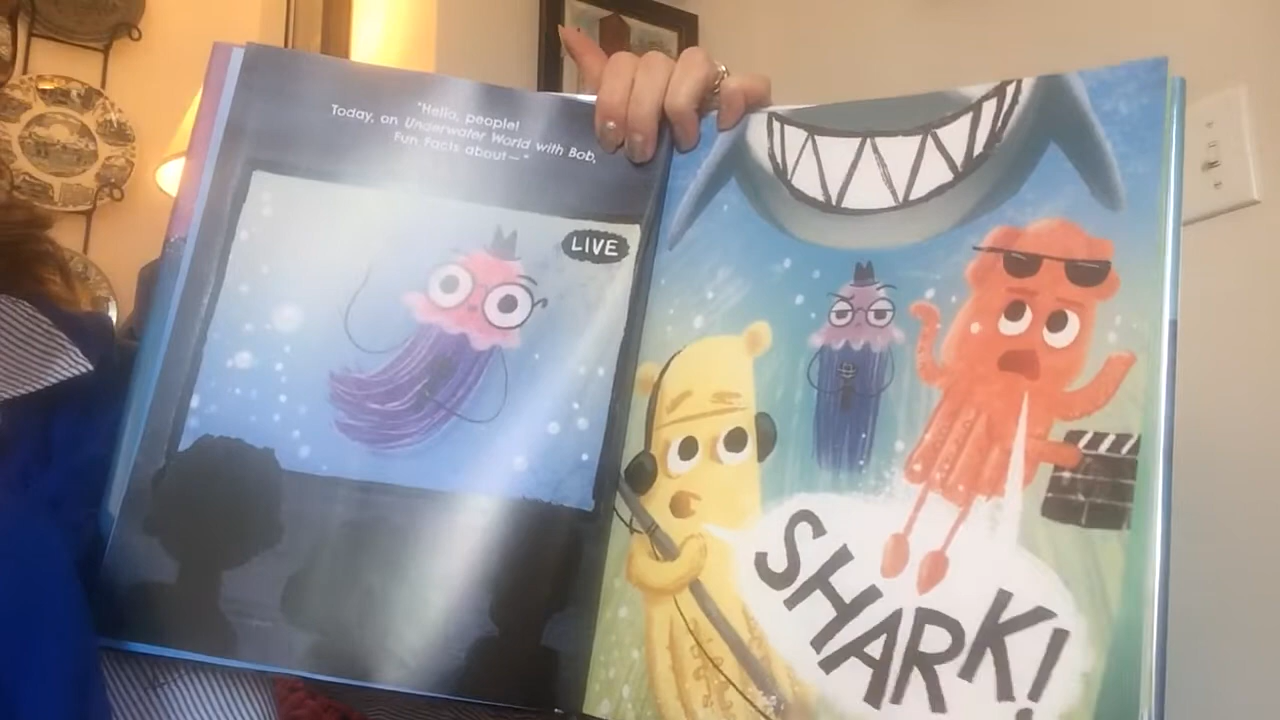 "Hello, people!
Today, on Underwater World with Bob,
Fun Facts about—"
LIVE
SHARK!